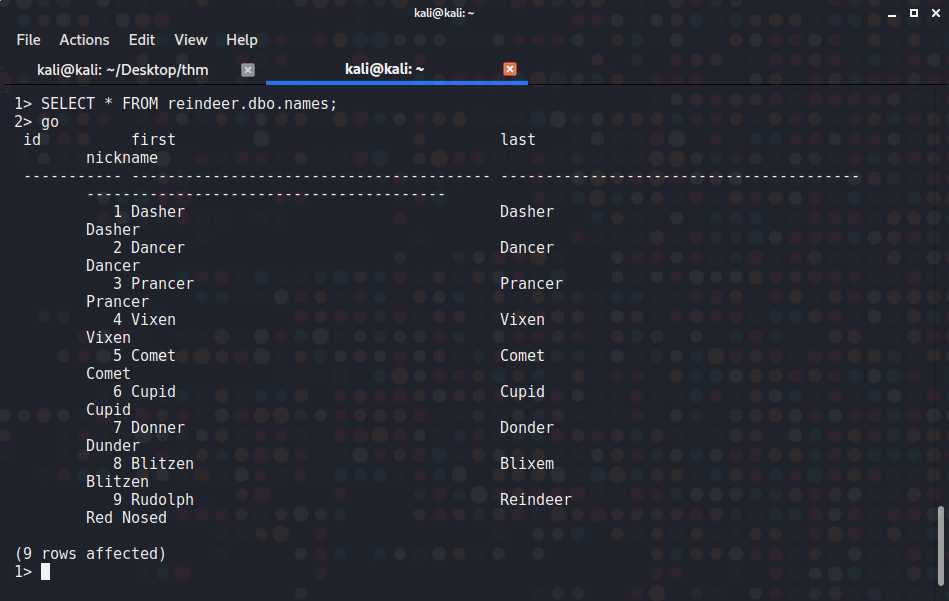 kali@kali: ~
File Actions Edit View Help
kali@kali: ~/Desktop/thm kali@kali: ~
1> SELECT * FROM reindeer.dbo.names;
2> go
id first last
nickname
----------- ---------------------------------------- ----------------------------------------
----------------------------------------
1 Dasher Dasher
Dasher
2 Dancer Dancer
Dancer
3 Prancer Prancer
Prancer
4 Vixen Vixen
Vixen
5 Comet Comet
Comet
6 Cupid Cupid
Cupid
7 Donner Donder
Dunder
8 Blitzen Blixem
Blitzen
9 Rudolph Reindeer
Red Nosed
(9 rows affected)
1>